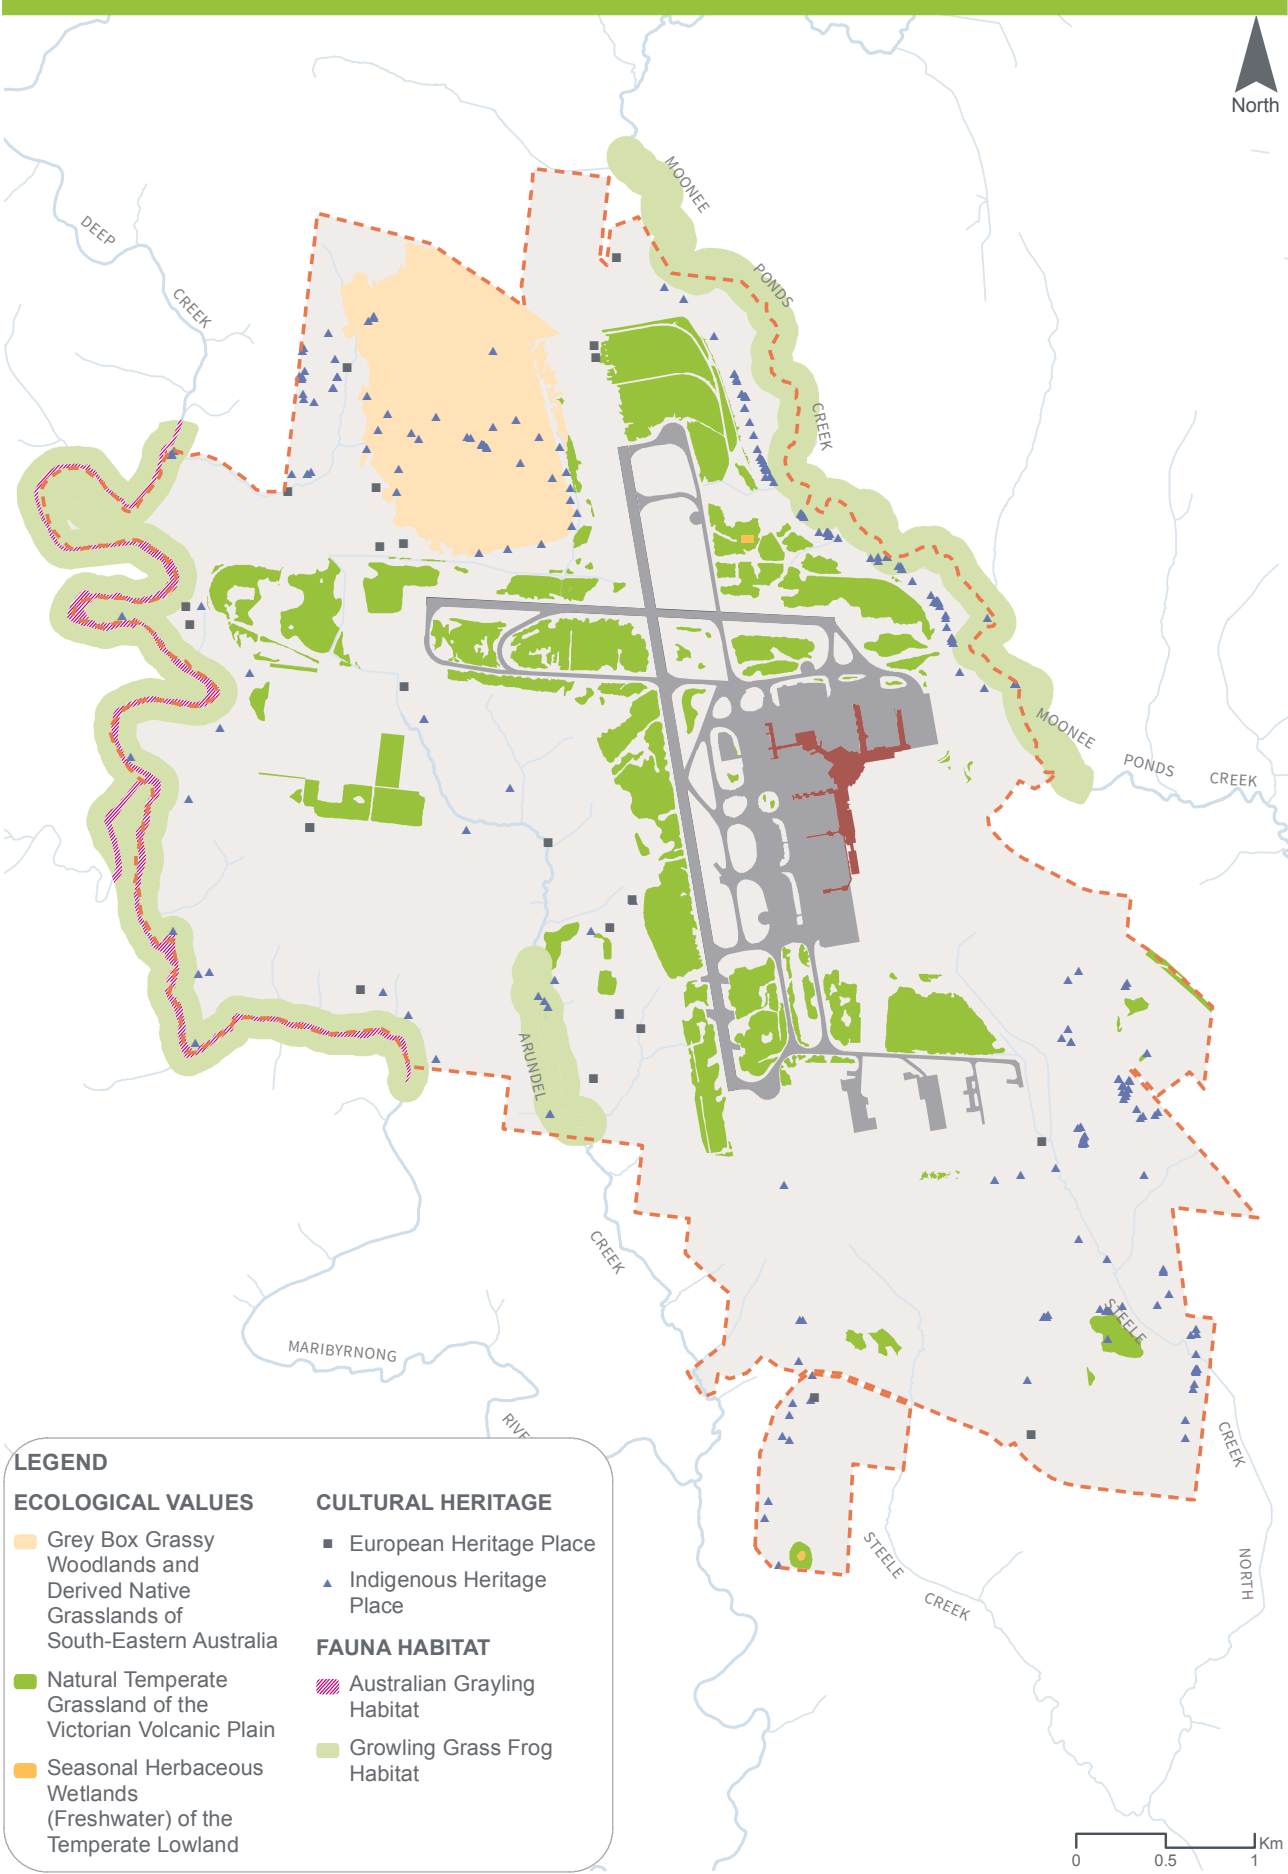 North
MOONEE
DEEP
PONDS
CREEK
CREEK
MOONEE
PONDS
CREEK
ARUNDEL
CREEK
STEELE
MARIBYRNONG
CREEK
STEELE
CREEK
NORTH
LEGEND
ECOLOGICAL VALUES
Grey Box Grassy
Woodlands and
Derived Native
Grasslands of
South-Eastern Australia
Natural Temperate
Grassland of the
Victorian Volcanic Plain
Seasonal Herbaceous
Wetlands
(Freshwater) of the
Temperate Lowland
CULTURAL HERITAGE
European Heritage Place
Indigenous Heritage
Place
FAUNA HABITAT
Australian Grayling
Habitat
Growling Grass Frog
Habitat
Km
0 0.5 1